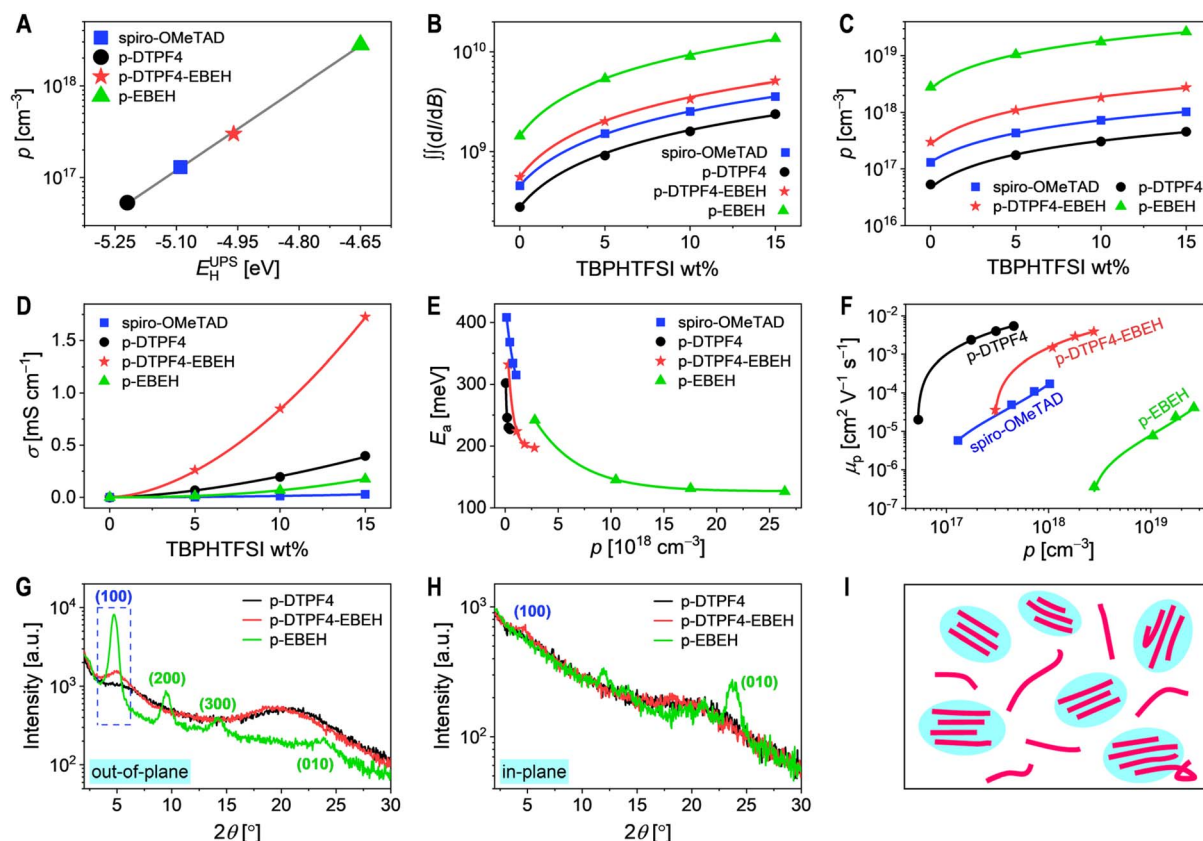 A
p [cm⁻³]
10¹⁸
10¹⁷
spiro-OMeTAD
p-DTPF4
p-DTPF4-EBEH
p-EBEH
-5.25 -5.10 -4.95 -4.80 -4.65
E_H^UPS [eV]
B
∫∫(dI/dB)
10¹⁰
10⁹
spiro-OMeTAD
p-DTPF4
p-DTPF4-EBEH
p-EBEH
0 5 10 15
TBPHTFSI wt%
C
p [cm⁻³]
10¹⁹
10¹⁸
10¹⁷
10¹⁶
spiro-OMeTAD p-DTPF4
p-DTPF4-EBEH p-EBEH
0 5 10 15
TBPHTFSI wt%
D
σ [mS cm⁻¹]
1.5
1.0
0.5
0.0
spiro-OMeTAD
p-DTPF4
p-DTPF4-EBEH
p-EBEH
0 5 10 15
TBPHTFSI wt%
E
E_a [meV]
400
300
200
100
spiro-OMeTAD
p-DTPF4
p-DTPF4-EBEH
p-EBEH
0 5 10 15 20 25
p [10¹⁸ cm⁻³]
F
μ_p [cm² V⁻¹ s⁻¹]
10⁻²
10⁻³
10⁻⁴
10⁻⁵
10⁻⁶
10⁻⁷
p-DTPF4
p-DTPF4-EBEH
spiro-OMeTAD
p-EBEH
10¹⁷ 10¹⁸ 10¹⁹
p [cm⁻³]
G
Intensity [a.u.]
10⁴
10³
10²
(100)
p-DTPF4
p-DTPF4-EBEH
p-EBEH
(200)
(300)
(010)
out-of-plane
5 10 15 20 25 30
2θ [°]
H
Intensity [a.u.]
10³
10²
(100)
p-DTPF4
p-DTPF4-EBEH
p-EBEH
(010)
in-plane
5 10 15 20 25 30
2θ [°]
I